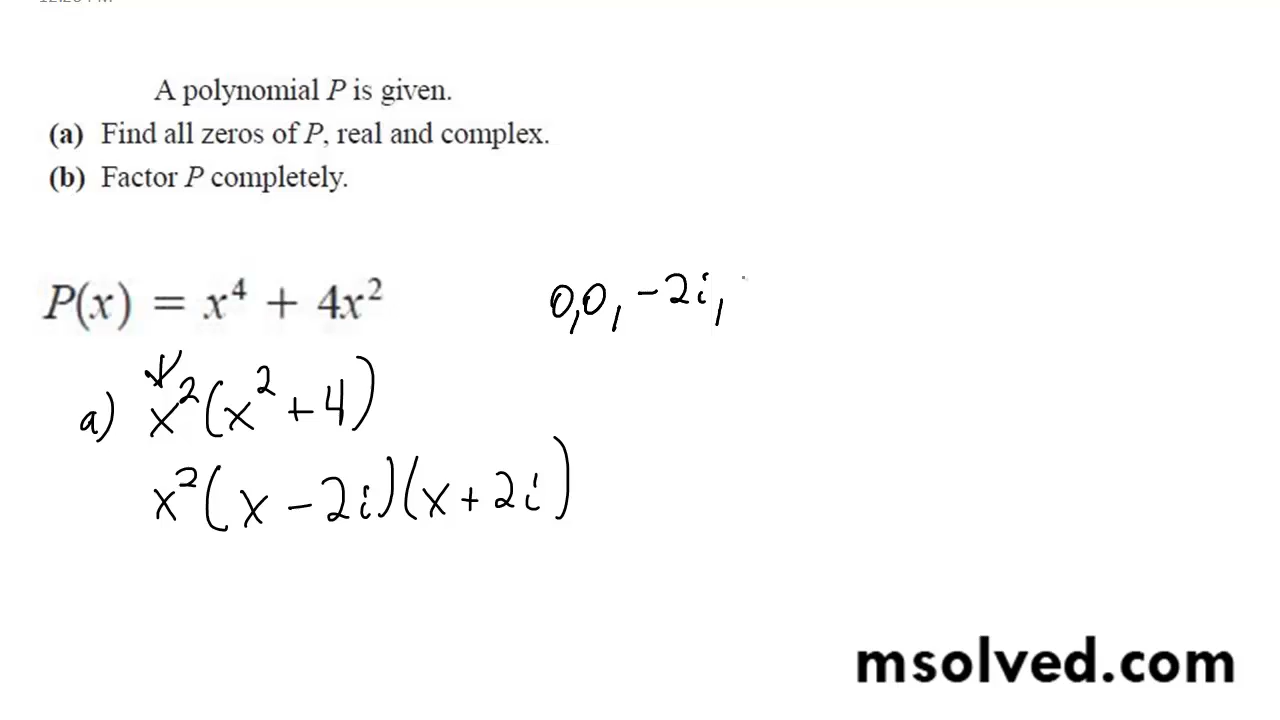 A polynomial P is given.
(a) Find all zeros of P, real and complex.
(b) Factor P completely.
P(x) = x⁴ + 4x²
0,0, -2i,
a) x²(x² + 4)
x²(x - 2i)(x + 2i)
msolved.com